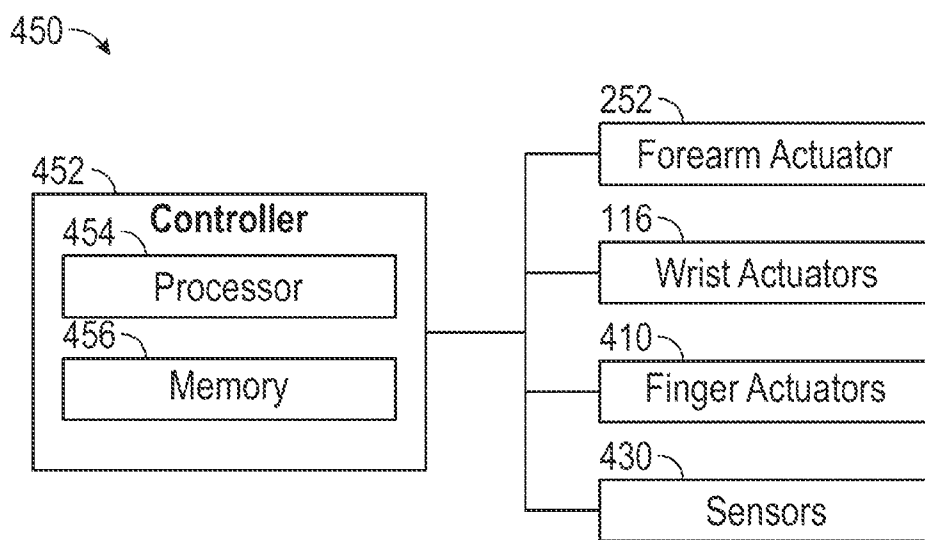 450
452
Controller
454
Processor
456
Memory
252
Forearm Actuator
116
Wrist Actuators
410
Finger Actuators
430
Sensors